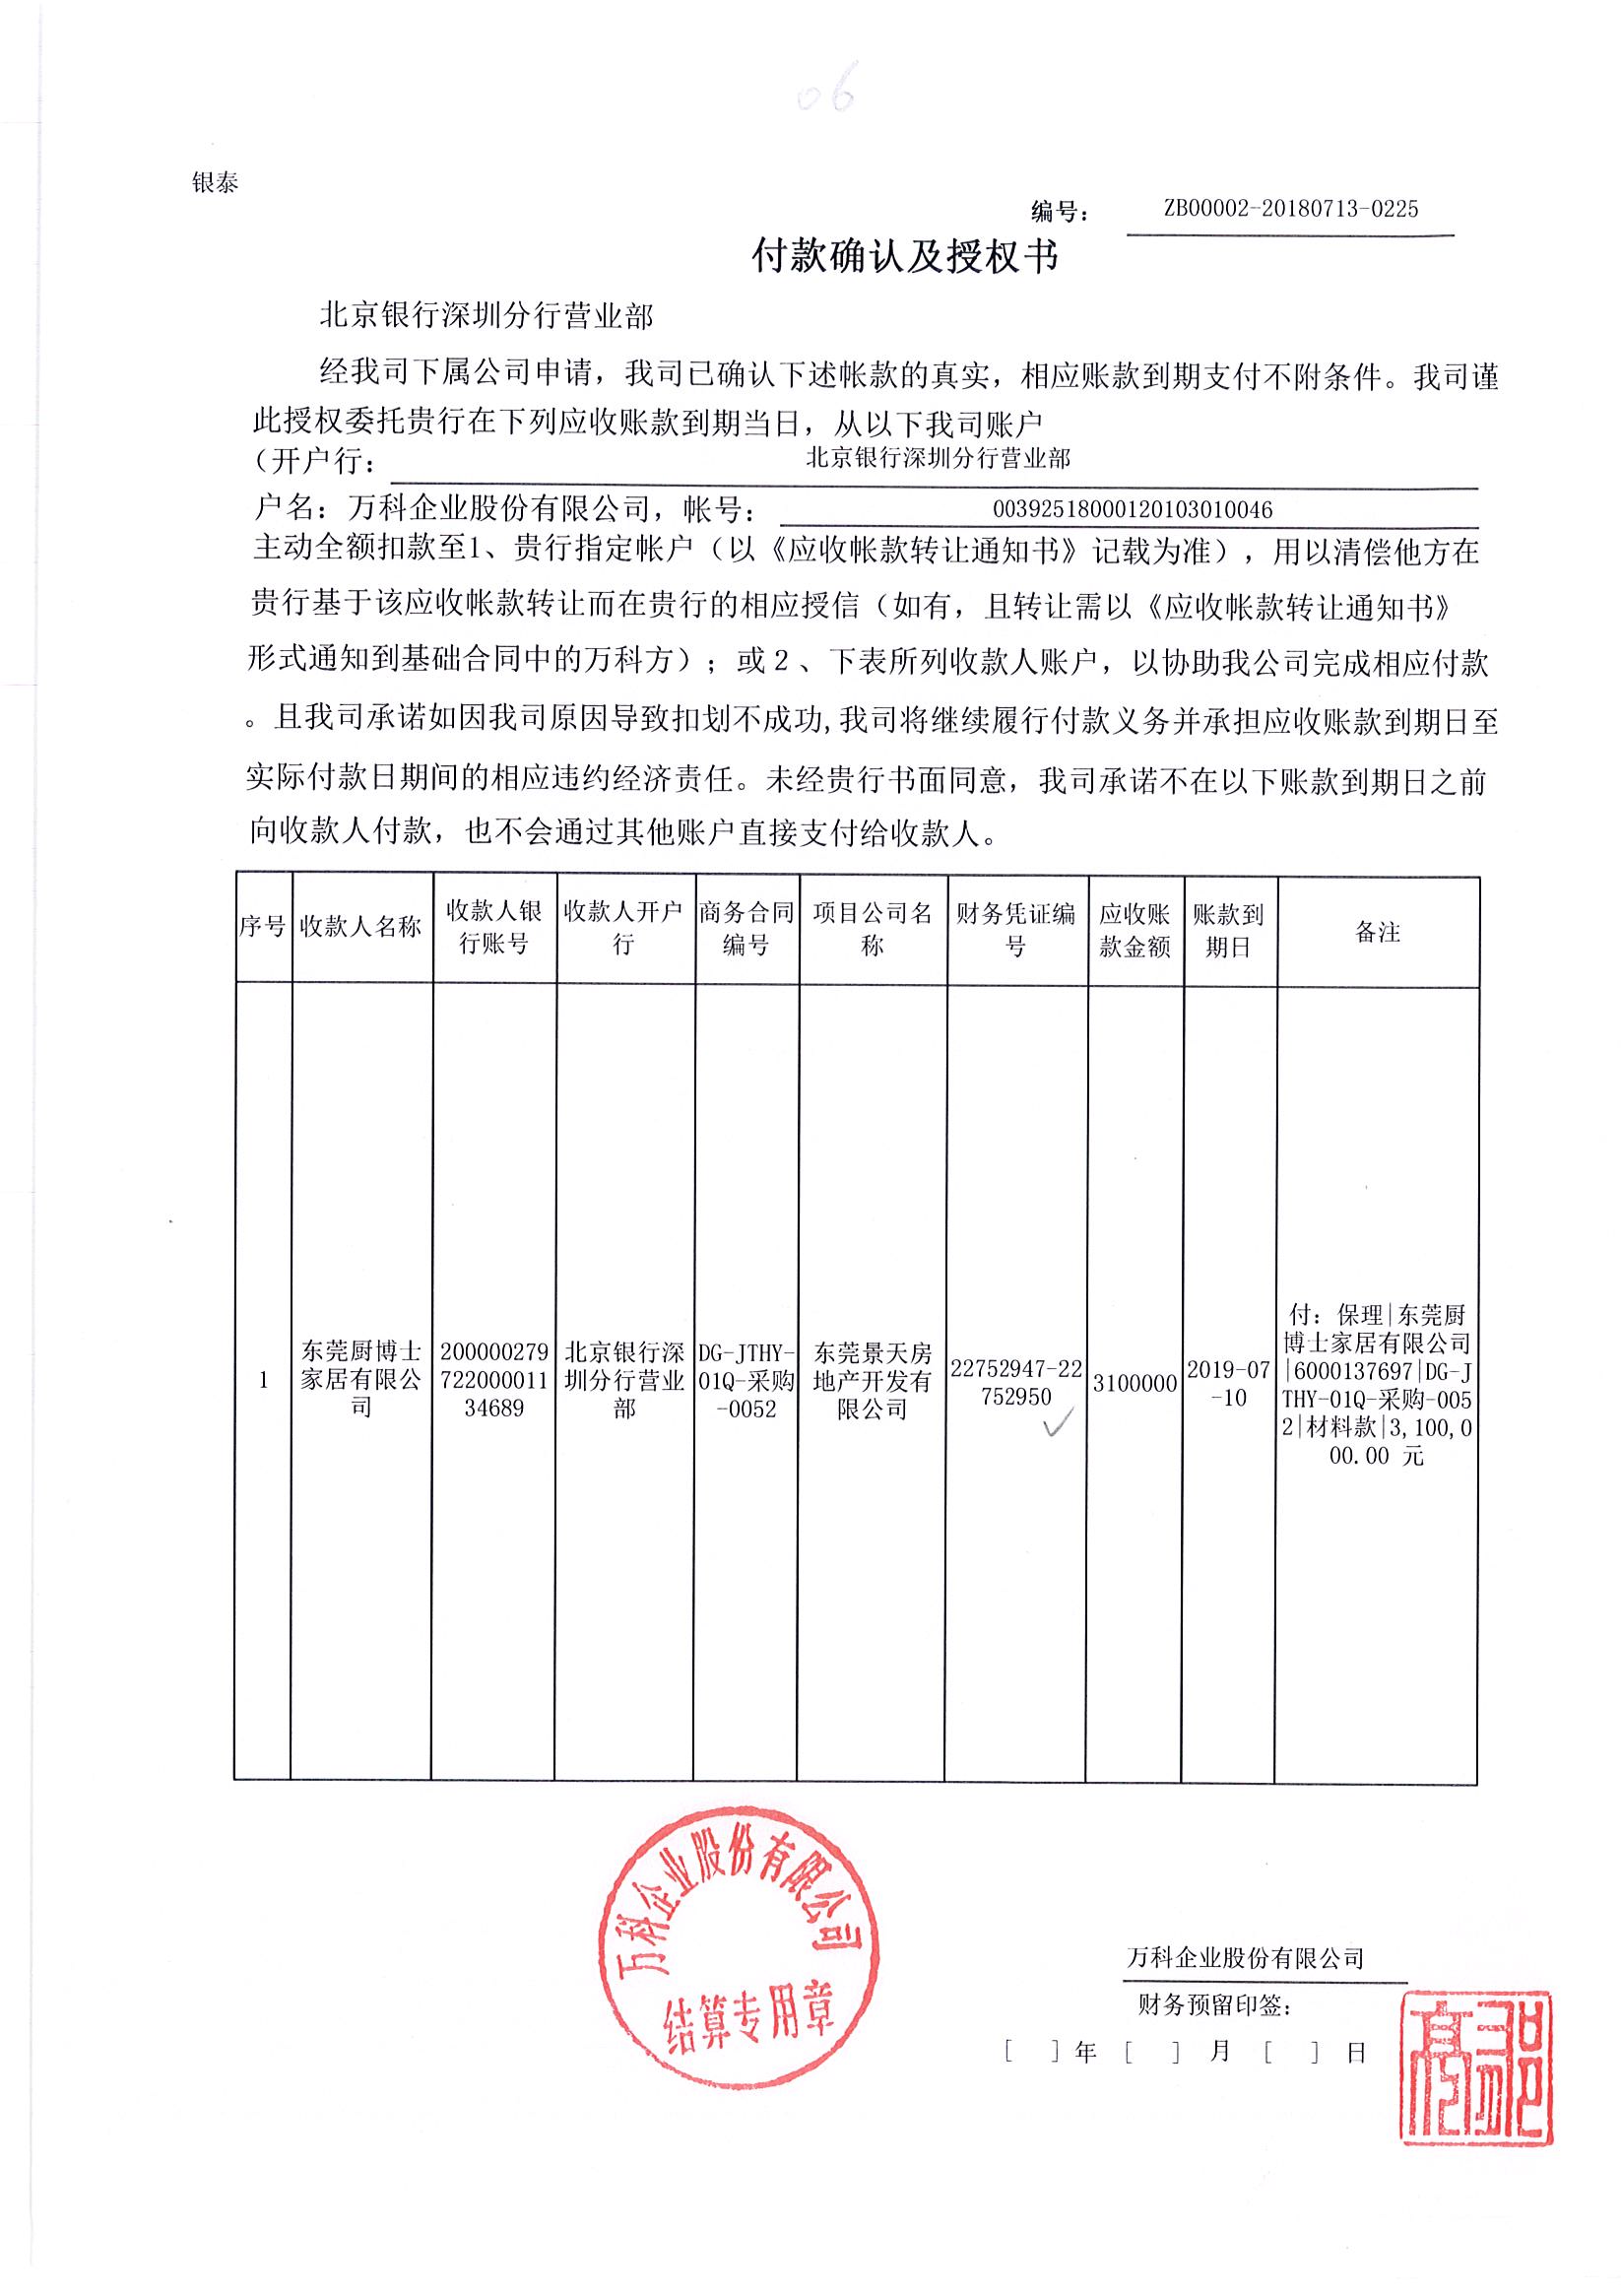 06
银泰
编号： ZB00002-20180713-0225
付款确认及授权书
北京银行深圳分行营业部
经我司下属公司申请，我司已确认下述帐款的真实，相应账款到期支付不附条件。我司谨
此授权委托贵行在下列应收账款到期当日，从以下我司账户
（开户行： 北京银行深圳分行营业部
户名：万科企业股份有限公司，帐号： 00392518000120103010046
主动全额扣款至1、贵行指定帐户（以《应收帐款转让通知书》记载为准），用以清偿他方在
贵行基于该应收帐款转让而在贵行的相应授信（如有，且转让需以《应收帐款转让通知书》
形式通知到基础合同中的万科方）；或２、下表所列收款人账户，以协助我公司完成相应付款
。且我司承诺如因我司原因导致扣划不成功,我司将继续履行付款义务并承担应收账款到期日至
实际付款日期间的相应违约经济责任。未经贵行书面同意，我司承诺不在以下账款到期日之前
向收款人付款，也不会通过其他账户直接支付给收款人。
序号
收款人名称
收款人银
行账号
收款人开户
行
商务合同
编号
项目公司名
称
财务凭证编
号
应收账
款金额
账款到
期日
备注
1
东莞厨博士
家居有限公
司
200000279
722000011
34689
北京银行深
圳分行营业
部
DG-JTHY-
01Q-采购
-0052
东莞景天房
地产开发有
限公司
22752947-22
752950
3100000
2019-07
-10
付：保理|东莞厨
博士家居有限公司
|6000137697|DG-J
THY-01Q-采购-005
2|材料款|3,100,0
00.00 元
万科企业股份有限公司
结算专用章
万科企业股份有限公司
财务预留印签：
[ ]年 [ ] 月 [ ] 日